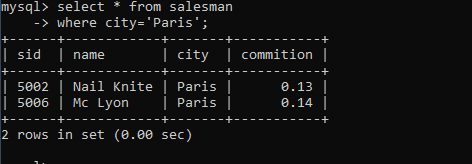 mysql> select * from salesman
    -> where city='Paris';
+------+------------+-------+-----------+
| sid  | name       | city  | commition |
+------+------------+-------+-----------+
| 5002 | Nail Knite | Paris |      0.13 |
| 5006 | Mc Lyon    | Paris |      0.14 |
+------+------------+-------+-----------+
2 rows in set (0.00 sec)